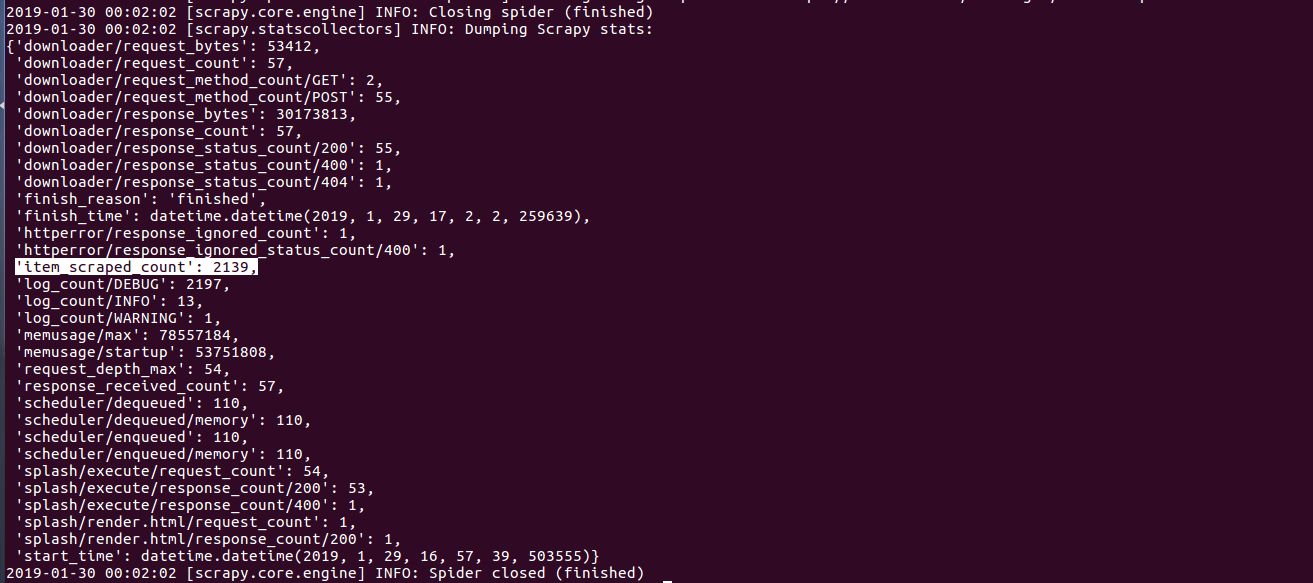 2019-01-30 00:02:02 [scrapy.core.engine] INFO: Closing spider (finished)
2019-01-30 00:02:02 [scrapy.statscollectors] INFO: Dumping Scrapy stats:
{'downloader/request_bytes': 53412,
'downloader/request_count': 57,
'downloader/request_method_count/GET': 2,
'downloader/request_method_count/POST': 55,
'downloader/response_bytes': 30173813,
'downloader/response_count': 57,
'downloader/response_status_count/200': 55,
'downloader/response_status_count/400': 1,
'downloader/response_status_count/404': 1,
'finish_reason': 'finished',
'finish_time': datetime.datetime(2019, 1, 29, 17, 2, 2, 259639),
'httperror/response_ignored_count': 1,
'httperror/response_ignored_status_count/400': 1,
'item_scraped_count': 2139,
'log_count/DEBUG': 2197,
'log_count/INFO': 13,
'log_count/WARNING': 1,
'memusage/max': 78557184,
'memusage/startup': 53751808,
'request_depth_max': 54,
'response_received_count': 57,
'scheduler/dequeued': 110,
'scheduler/dequeued/memory': 110,
'scheduler/enqueued': 110,
'scheduler/enqueued/memory': 110,
'splash/execute/request_count': 54,
'splash/execute/response_count/200': 53,
'splash/execute/response_count/400': 1,
'splash/render.html/request_count': 1,
'splash/render.html/response_count/200': 1,
'start_time': datetime.datetime(2019, 1, 29, 16, 57, 39, 503555)}
2019-01-30 00:02:02 [scrapy.core.engine] INFO: Spider closed (finished)